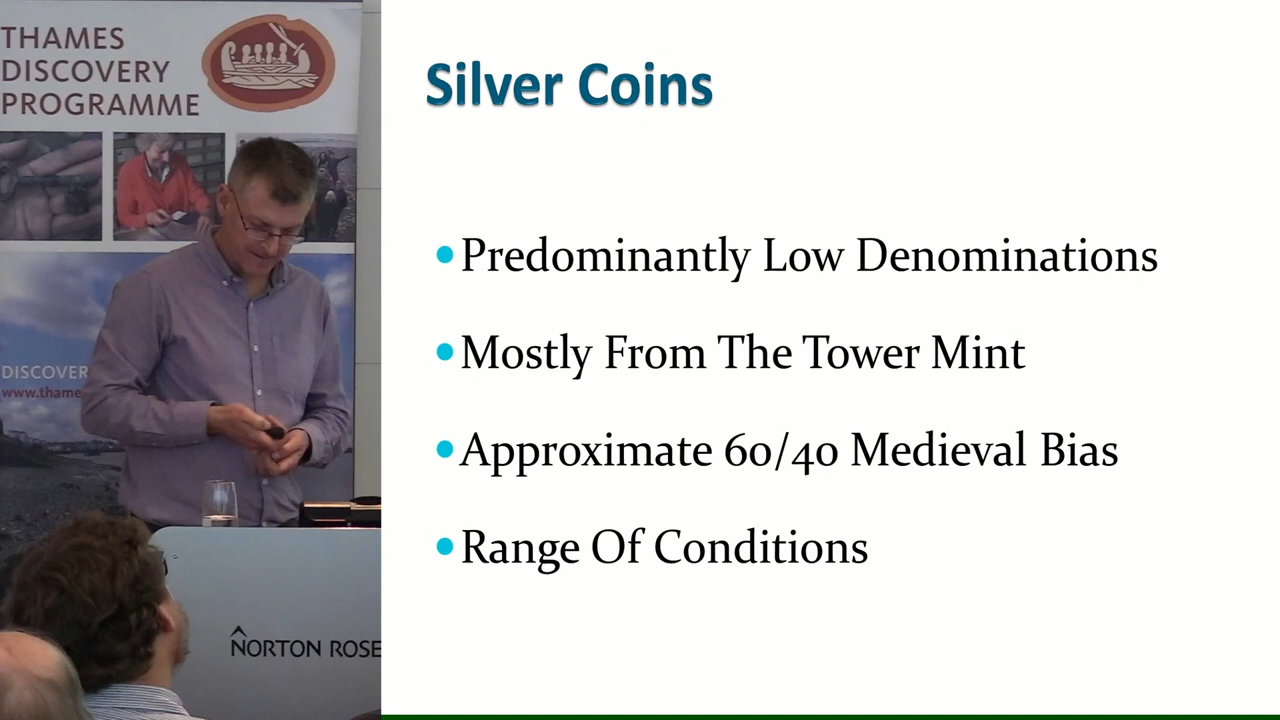 THAMES
DISCOVERY
PROGRAMME
DISCOVER
www.thame
NORTON ROSE
Silver Coins
•Predominantly Low Denominations
•Mostly From The Tower Mint
•Approximate 60/40 Medieval Bias
•Range Of Conditions